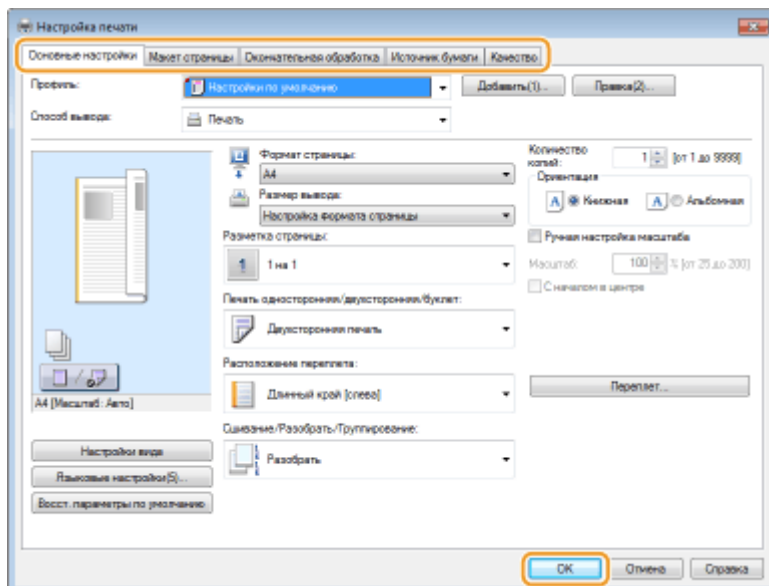 Настройка печати
Основные настройки Макет страницы Окончательная обработка Источник бумаги Качество
Профиль: Настройки по умолчанию Добавить(1)... Правка(2)...
Способ вывода: Печать
Формат страницы:
A4
Размер вывода:
Настройка формата страницы
Разметка страницы:
1 на 1
Печать односторонняя/двухсторонняя/буклет:
Двухсторонняя печать
Расположение переплета:
Длинный край [слева]
Сшивание/Разобрать/Группирование:
Разобрать
Количество копий: 1 [от 1 до 9999]
Ориентация
A Книжная A Альбомная
Ручная настройка масштаба
Масштаб: 100 % [от 25 до 200]
С началом в центре
Переплет...
A4 [Масштаб: Авто]
Настройки вида
Языковые настройки(5)...
Восст. параметры по умолчанию
OK Отмена Справка